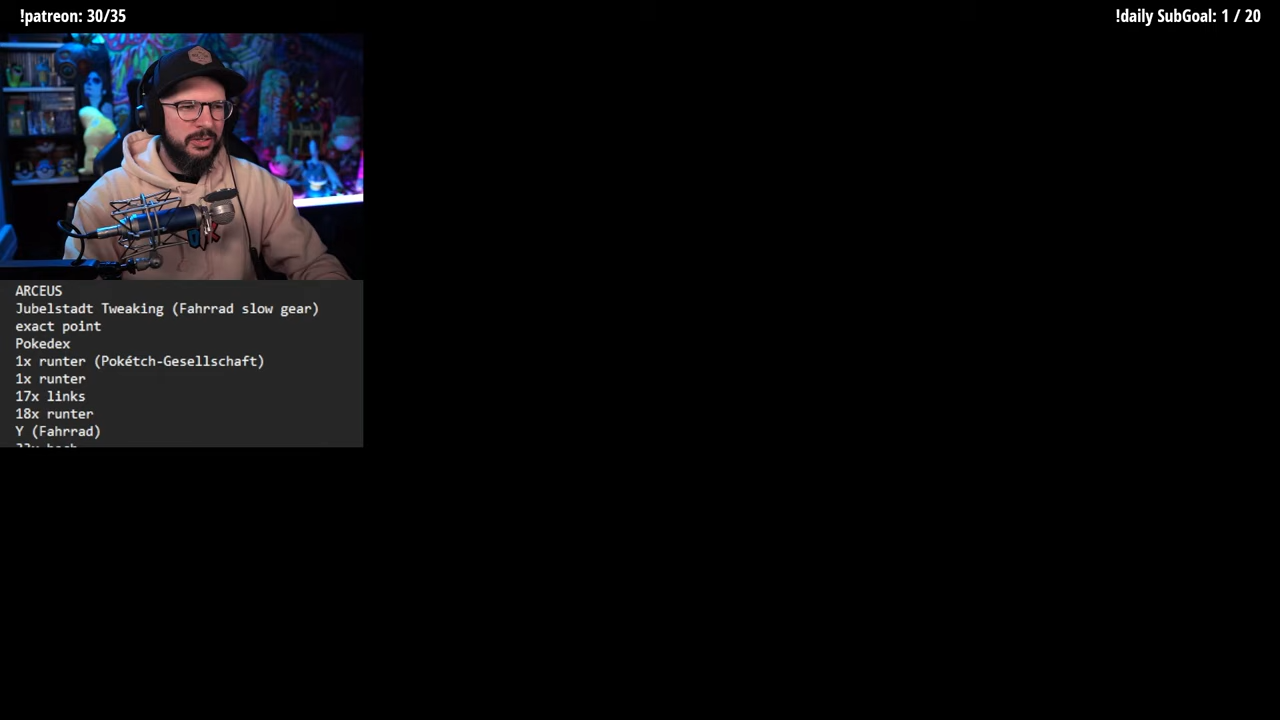 !patreon: 30/35
!daily SubGoal: 1 / 20
ARCEUS
Jubelstadt Tweaking (Fahrrad slow gear)
exact point
Pokedex
1x runter (Pokétch-Gesellschaft)
1x runter
17x links
18x runter
Y (Fahrrad)